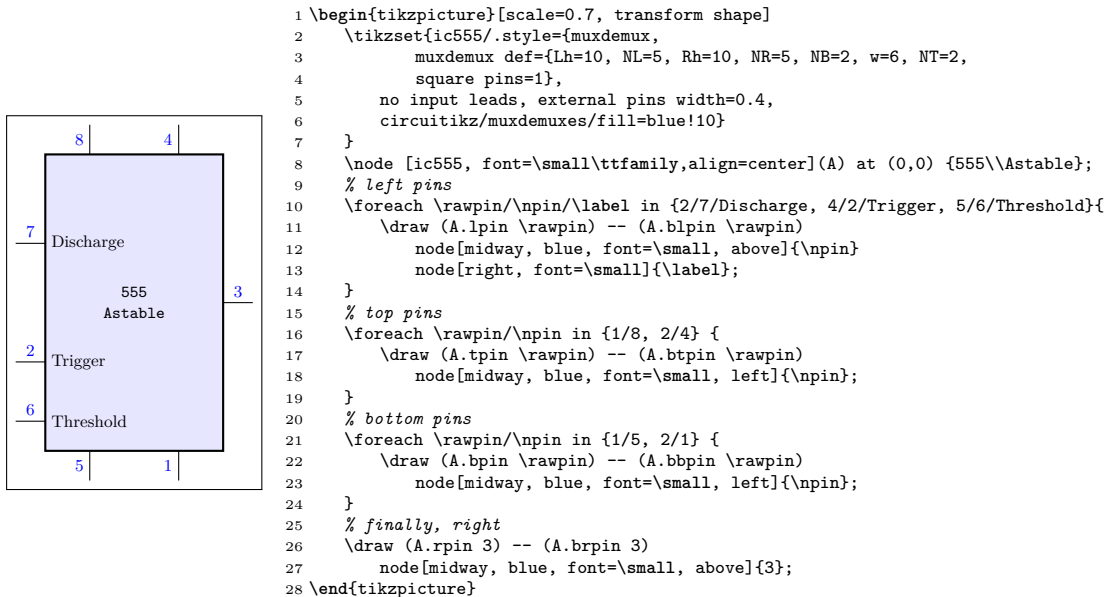 8 4
7
Discharge
555
Astable
3
2
Trigger
6
Threshold
5 1
1 \begin{tikzpicture}[scale=0.7, transform shape]
2 \tikzset{ic555/.style={muxdemux,
3 muxdemux def={Lh=10, NL=5, Rh=10, NR=5, NB=2, w=6, NT=2,
4 square pins=1},
5 no input leads, external pins width=0.4,
6 circuitikz/muxdemuxes/fill=blue!10}
7 }
8 \node [ic555, font=\small\ttfamily,align=center](A) at (0,0) {555\\Astable};
9 % left pins
10 \foreach \rawpin/\npin/\label in {2/7/Discharge, 4/2/Trigger, 5/6/Threshold}{
11 \draw (A.lpin \rawpin) -- (A.blpin \rawpin)
12 node[midway, blue, font=\small, above]{\npin}
13 node[right, font=\small]{\label};
14 }
15 % top pins
16 \foreach \rawpin/\npin in {1/8, 2/4} {
17 \draw (A.tpin \rawpin) -- (A.btpin \rawpin)
18 node[midway, blue, font=\small, left]{\npin};
19 }
20 % bottom pins
21 \foreach \rawpin/\npin in {1/5, 2/1} {
22 \draw (A.bpin \rawpin) -- (A.bbpin \rawpin)
23 node[midway, blue, font=\small, left]{\npin};
24 }
25 % finally, right
26 \draw (A.rpin 3) -- (A.brpin 3)
27 node[midway, blue, font=\small, above]{3};
28 \end{tikzpicture}